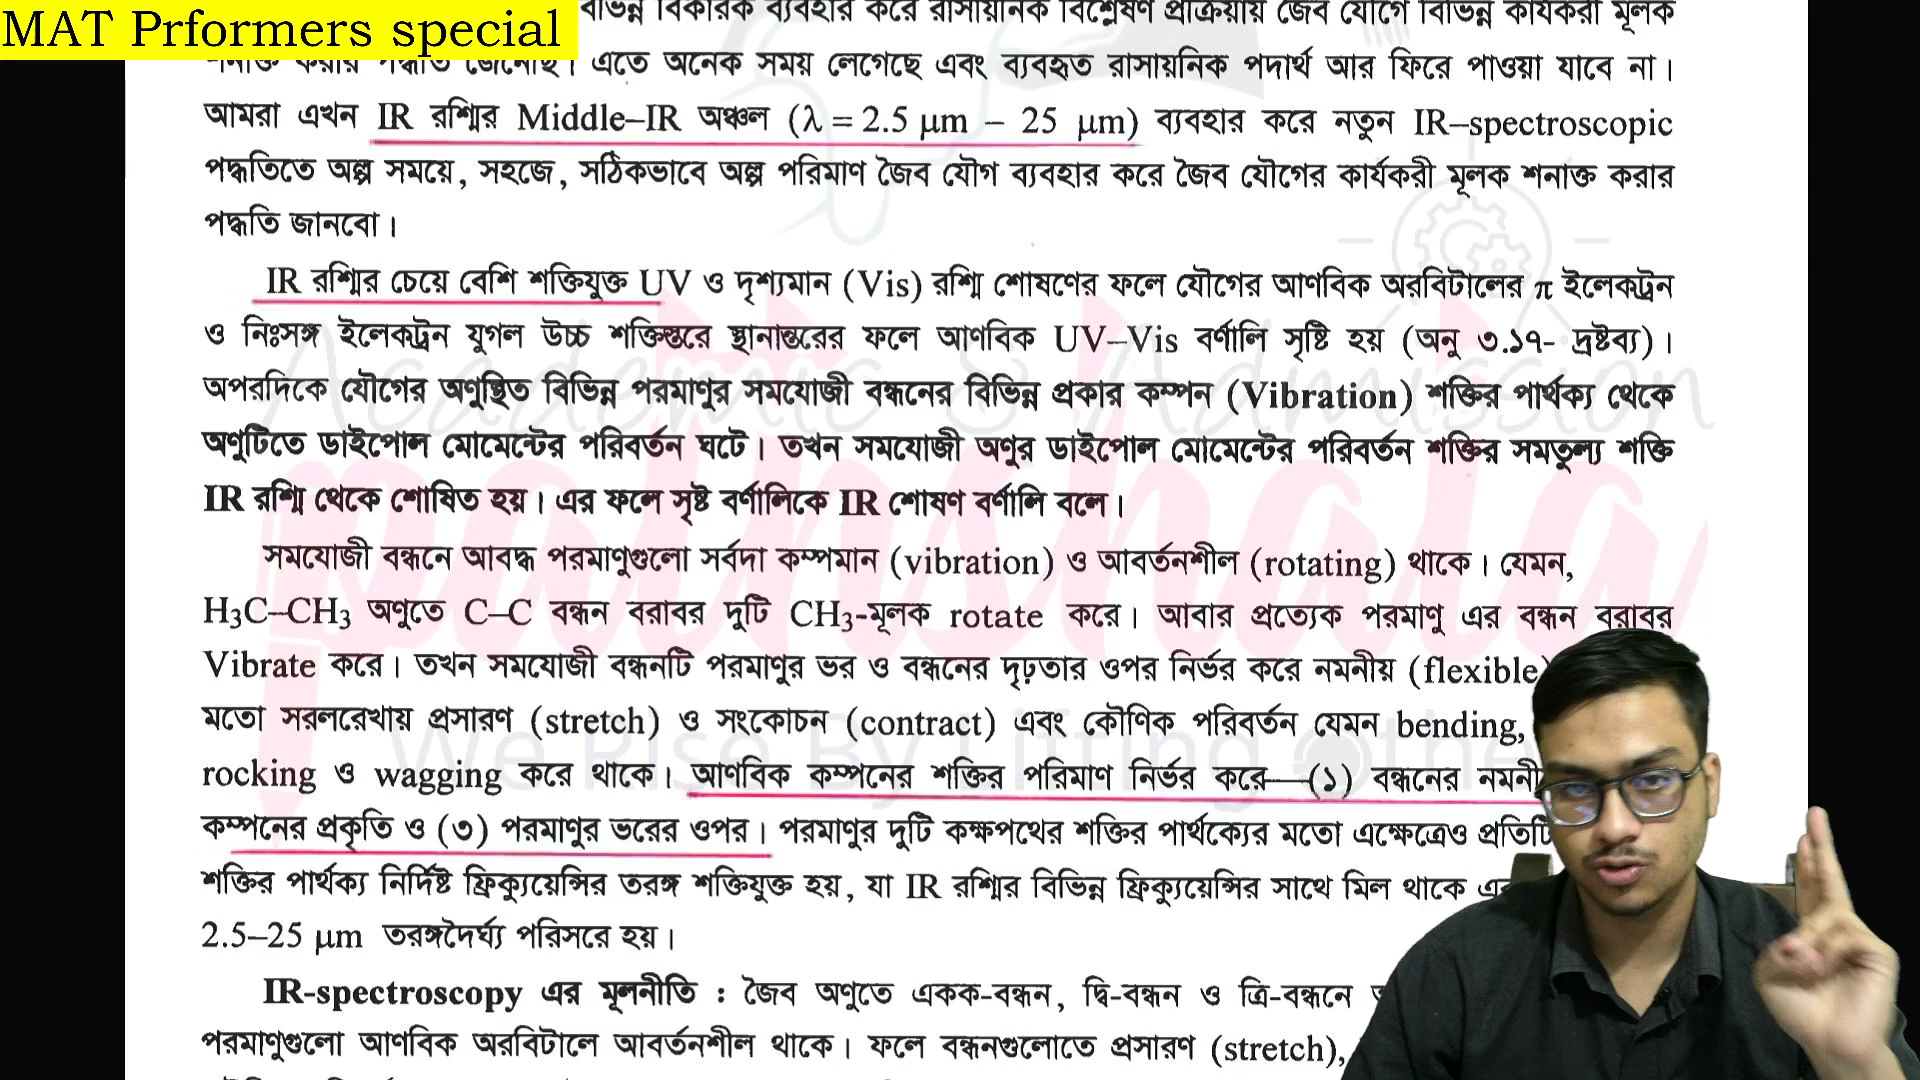 MAT Prformers special
বিভিন্ন বিকারক ব্যবহার করে রাসায়নিক বিশ্লেষণ প্রক্রিয়ায় জৈব যৌগে বিভিন্ন কার্যকরী মূলক
শনাক্ত করার পদ্ধতি জেনেছি। এতে অনেক সময় লেগেছে এবং ব্যবহৃত রাসায়নিক পদার্থ আর ফিরে পাওয়া যাবে না।
আমরা এখন IR রশ্মির Middle–IR অঞ্চল (λ = 2.5 μm – 25 μm) ব্যবহার করে নতুন IR–spectroscopic
পদ্ধতিতে অল্প সময়ে, সহজে, সঠিকভাবে অল্প পরিমাণ জৈব যৌগ ব্যবহার করে জৈব যৌগের কার্যকরী মূলক শনাক্ত করার
পদ্ধতি জানবো।
IR রশ্মির চেয়ে বেশি শক্তিযুক্ত UV ও দৃশ্যমান (Vis) রশ্মি শোষণের ফলে যৌগের আণবিক অরবিটালের π ইলেকট্রন
ও নিঃসঙ্গ ইলেকট্রন যুগল উচ্চ শক্তিস্তরে স্থানান্তরের ফলে আণবিক UV–Vis বর্ণালি সৃষ্টি হয় (অনু ৩.১৭- দ্রষ্টব্য)।
অপরদিকে যৌগের অণুস্থিত বিভিন্ন পরমাণুর সমযোজী বন্ধনের বিভিন্ন প্রকার কম্পন (Vibration) শক্তির পার্থক্য থেকে
অণুটিতে ডাইপোল মোমেন্টের পরিবর্তন ঘটে। তখন সমযোজী অণুর ডাইপোল মোমেন্টের পরিবর্তন শক্তির সমতুল্য শক্তি
IR রশ্মি থেকে শোষিত হয়। এর ফলে সৃষ্ট বর্ণালিকে IR শোষণ বর্ণালি বলে।
সমযোজী বন্ধনে আবদ্ধ পরমাণুগুলো সর্বদা কম্পমান (vibration) ও আবর্তনশীল (rotating) থাকে। যেমন,
H₃C–CH₃ অণুতে C–C বন্ধন বরাবর দুটি CH₃-মূলক rotate করে। আবার প্রত্যেক পরমাণু এর বন্ধন বরাবর
Vibrate করে। তখন সমযোজী বন্ধনটি পরমাণুর ভর ও বন্ধনের দৃঢ়তার ওপর নির্ভর করে নমনীয় (flexible)
মতো সরলরেখায় প্রসারণ (stretch) ও সংকোচন (contract) এবং কৌণিক পরিবর্তন যেমন bending,
rocking ও wagging করে থাকে। আণবিক কম্পনের শক্তির পরিমাণ নির্ভর করে—(১) বন্ধনের
কম্পনের প্রকৃতি ও (৩) পরমাণুর ভরের ওপর। পরমাণুর দুটি কক্ষপথের শক্তির পার্থক্যের মতো এক্ষেত্রেও প্রতিটি
শক্তির পার্থক্য নির্দিষ্ট ফ্রিক্যুয়েন্সির তরঙ্গ শক্তিযুক্ত হয়, যা IR রশ্মির বিভিন্ন ফ্রিক্যুয়েন্সির সাথে মিল থাকে
2.5–25 μm তরঙ্গদৈর্ঘ্য পরিসরে হয়।
IR-spectroscopy এর মূলনীতি : জৈব অণুতে একক-বন্ধন, দ্বি-বন্ধন ও ত্রি-বন্ধনে
পরমাণুগুলো আণবিক অরবিটালে আবর্তনশীল থাকে। ফলে বন্ধনগুলোতে প্রসারণ (stretch),